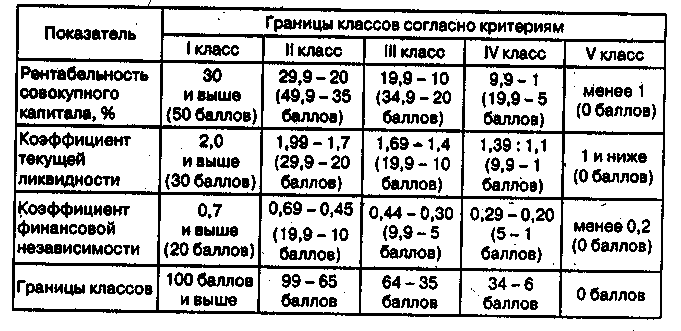 Показатель
Границы классов согласно критериям
I класс
II класс
III класс
IV класс
V класс
Рентабельность
совокупного
капитала, %
30
и выше
(50 баллов)
29,9 – 20
(49,9 – 35
баллов)
19,9 – 10
(34,9 – 20
баллов)
9,9 – 1
(19,9 – 5
баллов)
менее 1
(0 баллов)
Коэффициент
текущей
ликвидности
2,0
и выше
(30 баллов)
1,99 – 1,7
(29,9 – 20
баллов)
1,69 – 1,4
(19,9 – 10
баллов)
1,39 : 1,1
(9,9 – 1
баллов)
1 и ниже
(0 баллов)
Коэффициент
финансовой
независимости
0,7
и выше
(20 баллов)
0,69 – 0,45
(19,9 – 10
баллов)
0,44 – 0,30
(9,9 – 5
баллов)
0,29 – 0,20
(5 – 1
баллов)
менее 0,2
(0 баллов)
Границы классов
100 баллов
и выше
99 – 65
баллов
64 – 35
баллов
34 – 6
баллов
0 баллов